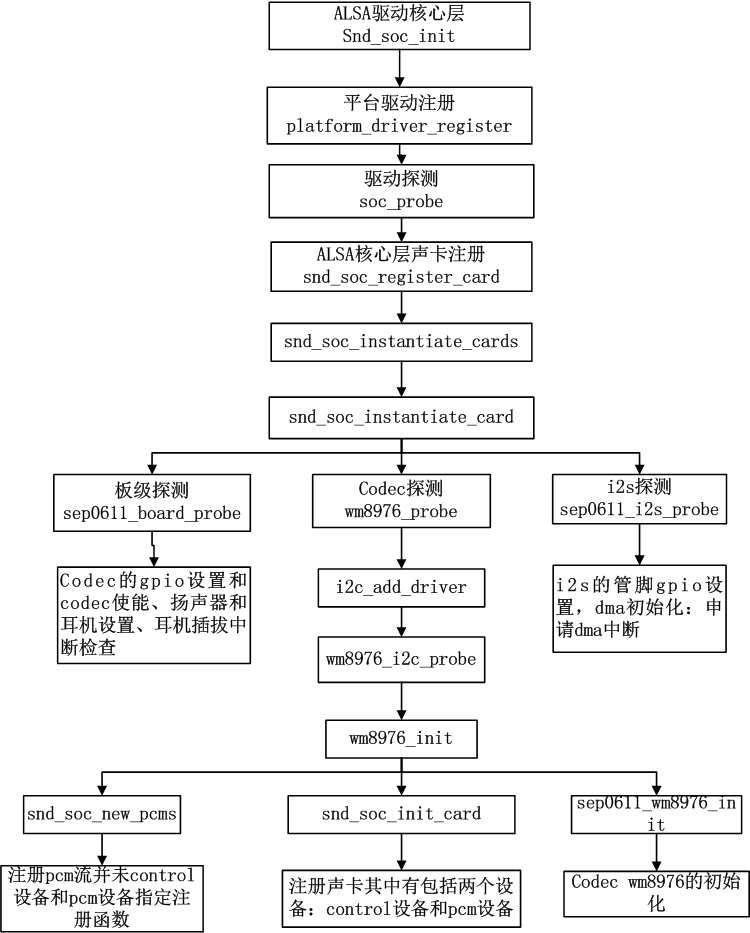 ALSA驱动核心层
Snd_soc_init
平台驱动注册
platform_driver_register
驱动探测
soc_probe
ALSA核心层声卡注册
snd_soc_register_card
snd_soc_instantiate_cards
snd_soc_instantiate_card
板级探测
sep0611_board_probe
Codec探测
wm8976_probe
i2s探测
sep0611_i2s_probe
Codec的gpio设置和
codec使能、扬声器和
耳机设置、耳机插拔中
断检查
i2c_add_driver
i2s的管脚gpio设
置，dma初始化：申
请dma中断
wm8976_i2c_probe
wm8976_init
snd_soc_new_pcms
snd_soc_init_card
sep0611_wm8976_in
it
注册pcm流并未control
设备和pcm设备指定注
册函数
注册声卡其中有包括两个设
备：control设备和pcm设备
Codec wm8976的初始
化